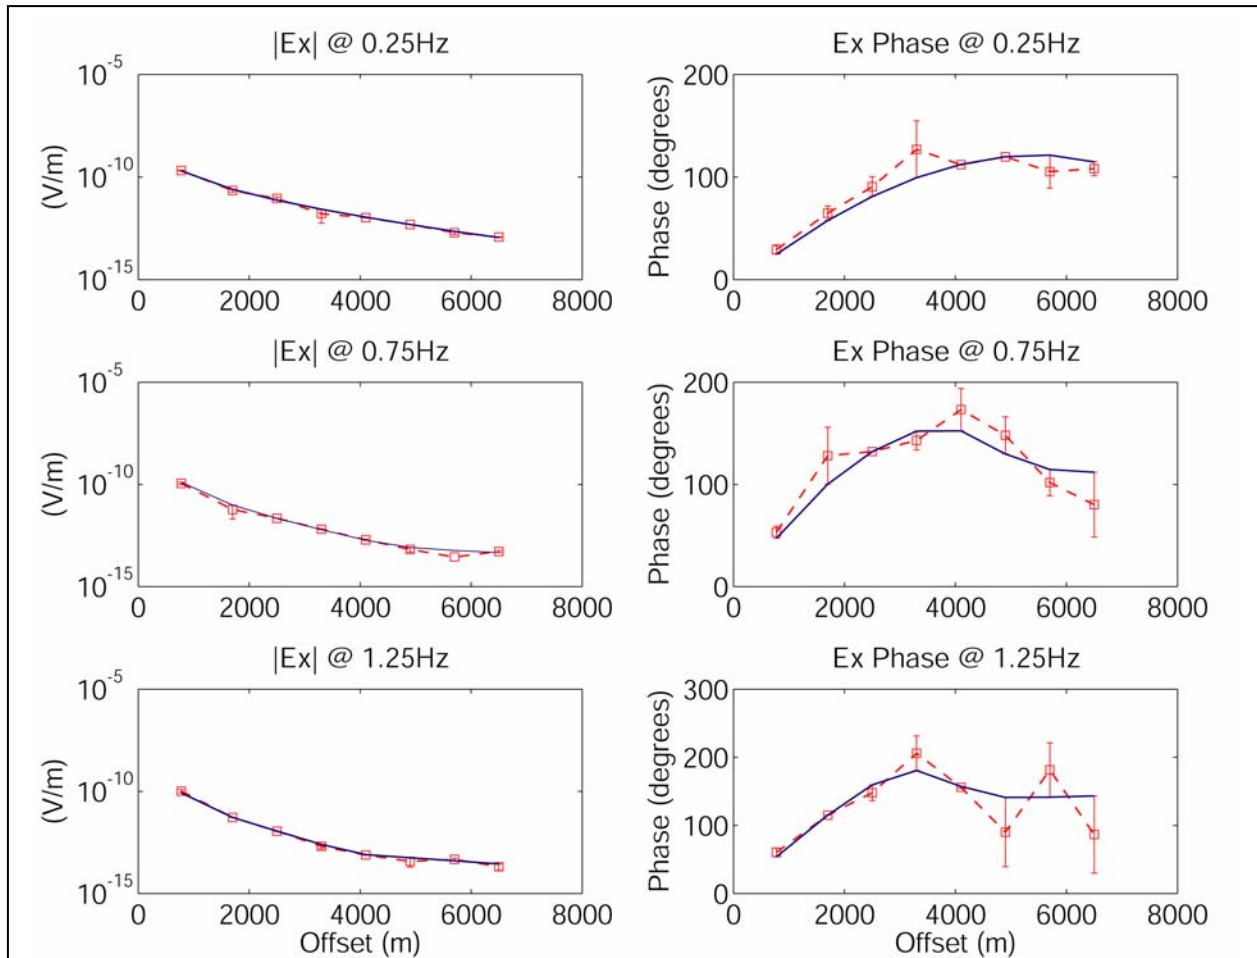 |Ex| @ 0.25Hz
Ex Phase @ 0.25Hz
10^-5
10^-10
10^-15
(V/m)
0 2000 4000 6000 8000
200
100
0
Phase (degrees)
0 2000 4000 6000 8000
|Ex| @ 0.75Hz
Ex Phase @ 0.75Hz
10^-5
10^-10
10^-15
(V/m)
0 2000 4000 6000 8000
200
100
0
Phase (degrees)
0 2000 4000 6000 8000
|Ex| @ 1.25Hz
Ex Phase @ 1.25Hz
10^-5
10^-10
10^-15
(V/m)
0 2000 4000 6000 8000
Offset (m)
300
200
100
0
Phase (degrees)
0 2000 4000 6000 8000
Offset (m)